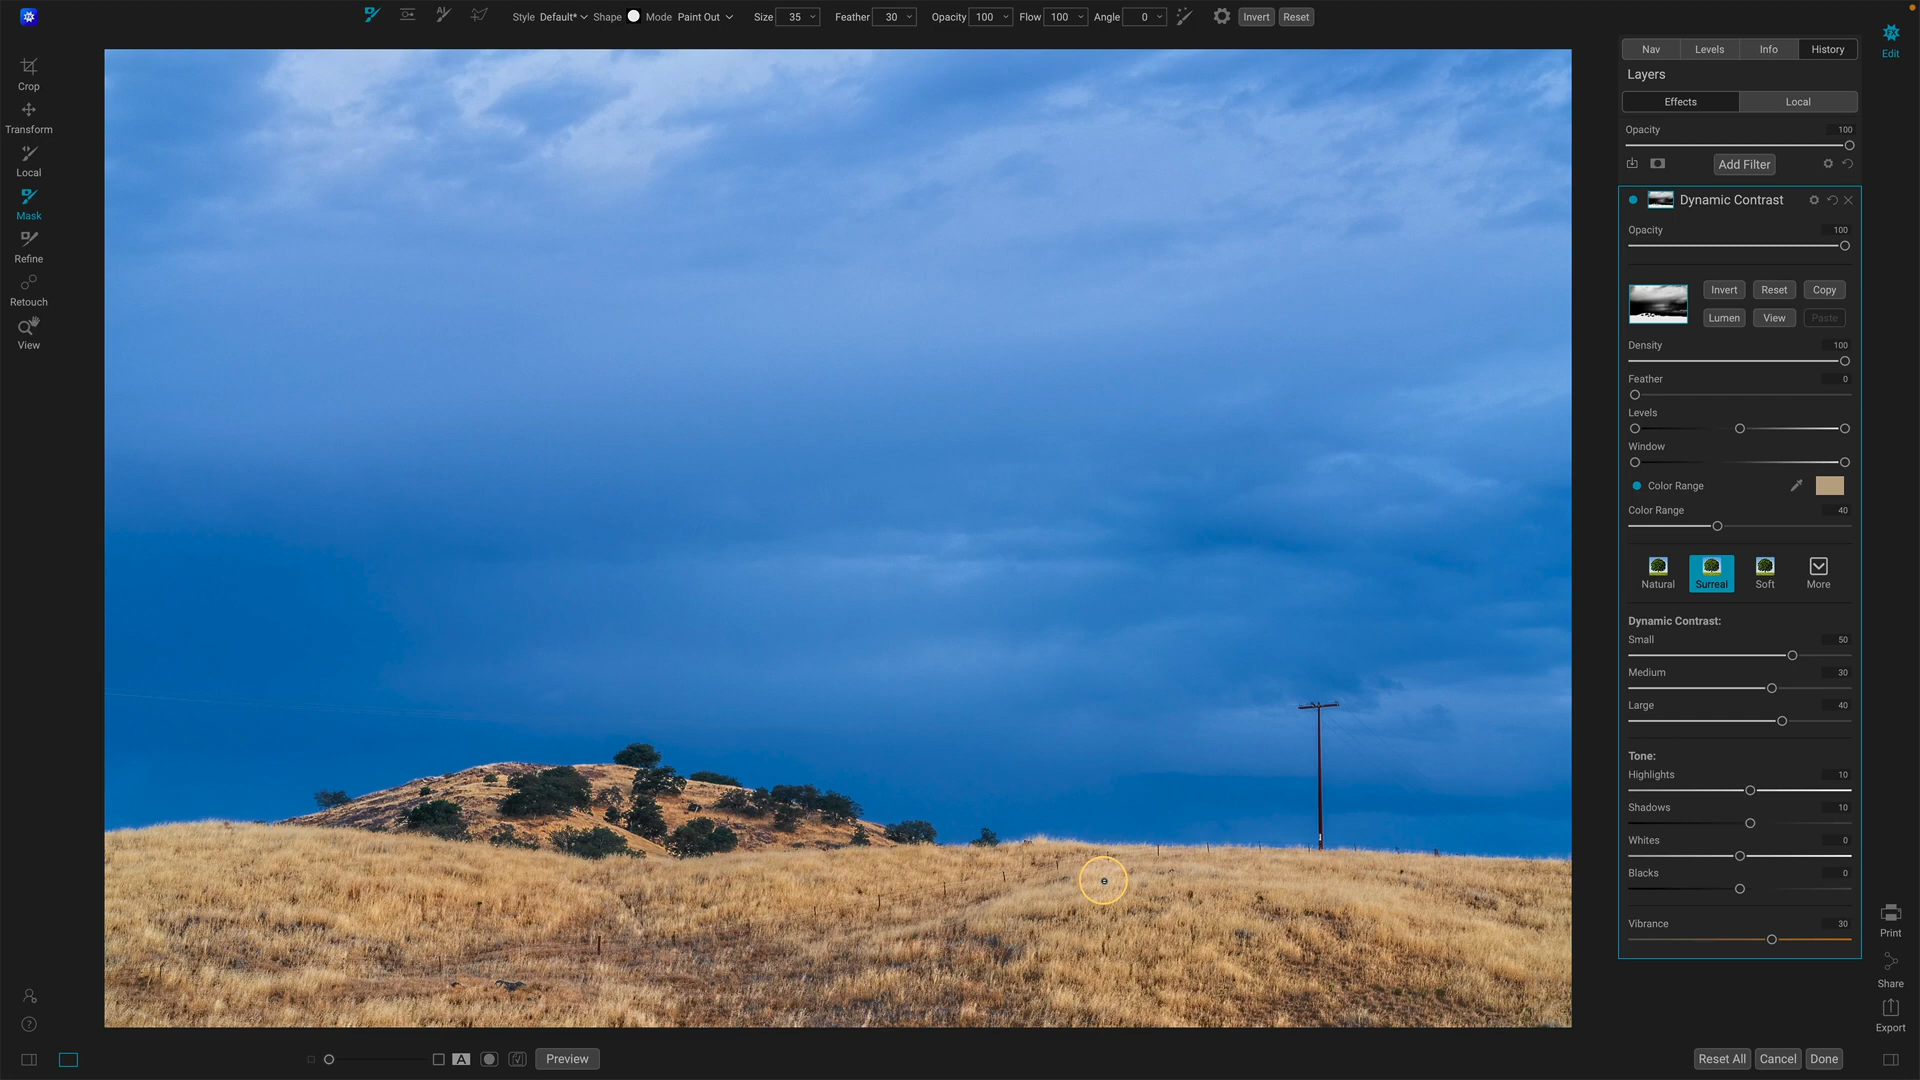 Style Default* Shape Mode Paint Out Size 35 Feather 30 Opacity 100 Flow 100 Angle 0 Invert Reset
Edit
Crop
Transform
Local
Mask
Refine
Retouch
View
Nav Levels Info History
Layers
Effects Local
Opacity 100
Add Filter
Dynamic Contrast
Opacity 100
Invert Reset Copy
Lumen View Paste
Density 100
Feather 0
Levels
Window
Color Range
Color Range 40
Natural Surreal Soft More
Dynamic Contrast:
Small 50
Medium 30
Large 40
Tone:
Highlights 10
Shadows 10
Whites 0
Blacks 0
Vibrance 30
Print
Share
Export
?
A Preview
Reset All Cancel Done